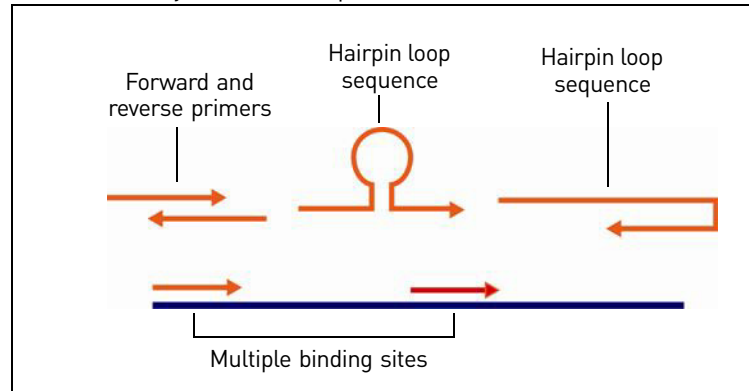 Hairpin loop
sequence
Hairpin loop
sequence
Forward and
reverse primers
Multiple binding sites